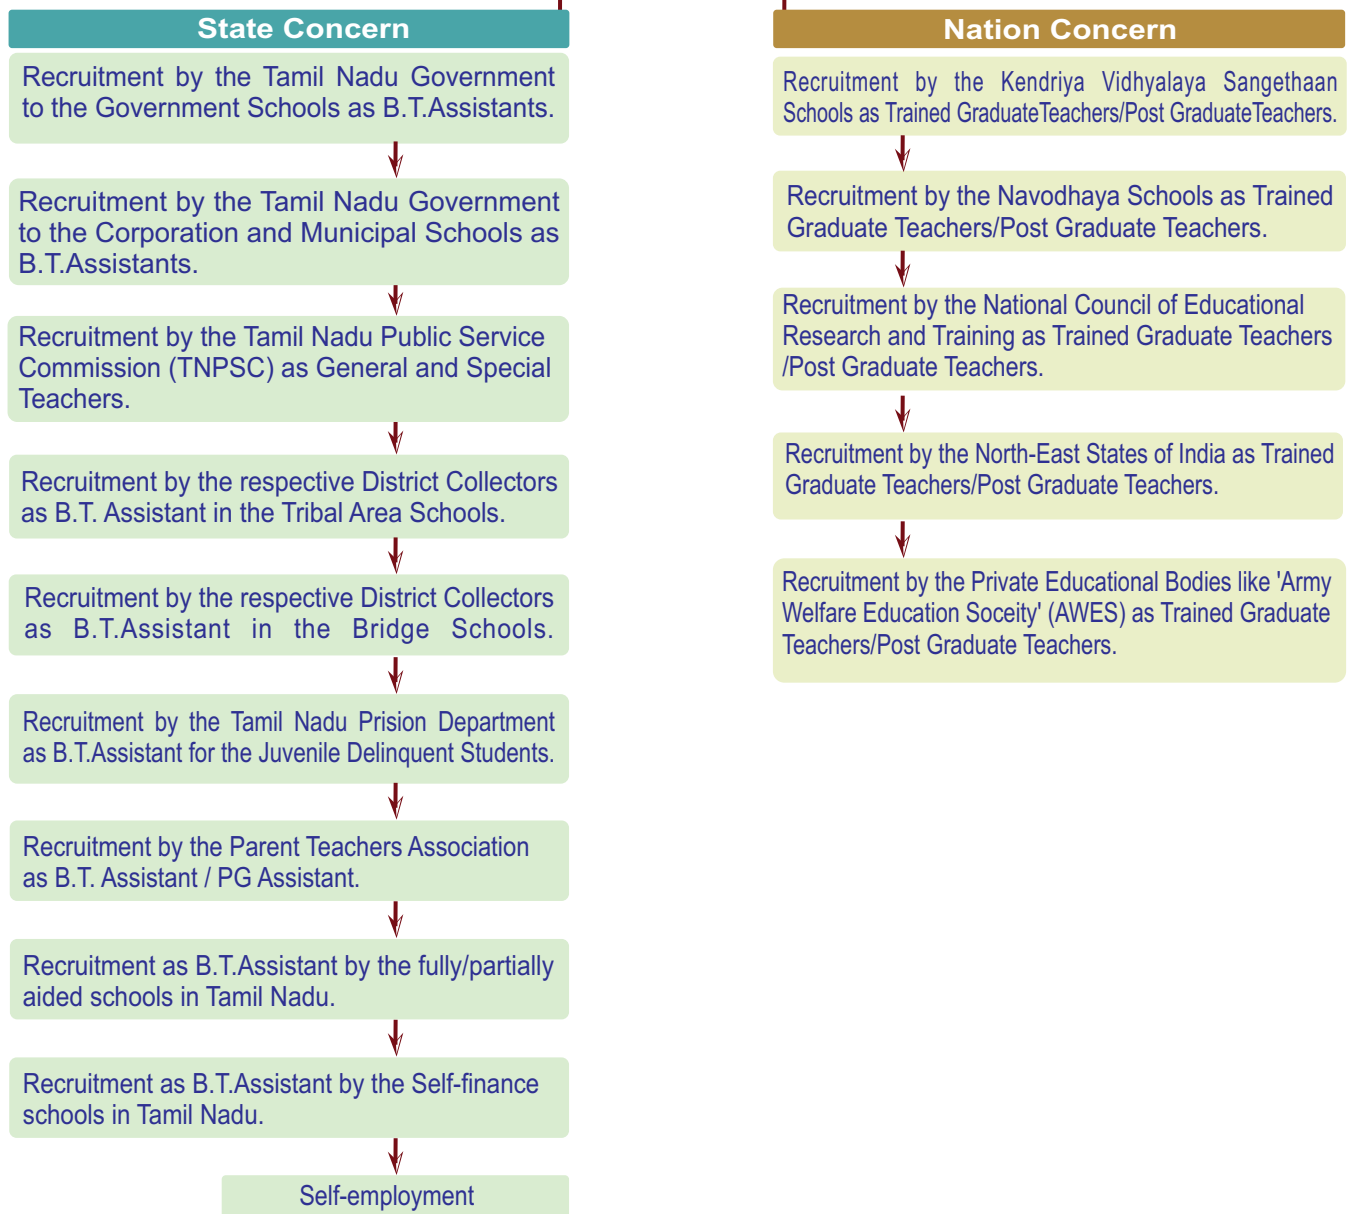 State Concern
Recruitment by the Tamil Nadu Government
to the Government Schools as B.T.Assistants.
Recruitment by the Tamil Nadu Government
to the Corporation and Municipal Schools as
B.T.Assistants.
Recruitment by the Tamil Nadu Public Service
Commission (TNPSC) as General and Special
Teachers.
Recruitment by the respective District Collectors
as B.T. Assistant in the Tribal Area Schools.
Recruitment by the respective District Collectors
as B.T.Assistant in the Bridge Schools.
Recruitment by the Tamil Nadu Prision Department
as B.T.Assistant for the Juvenile Delinquent Students.
Recruitment by the Parent Teachers Association
as B.T. Assistant / PG Assistant.
Recruitment as B.T.Assistant by the fully/partially
aided schools in Tamil Nadu.
Recruitment as B.T.Assistant by the Self-finance
schools in Tamil Nadu.
Self-employment
Nation Concern
Recruitment by the Kendriya Vidhyalaya Sangethaan
Schools as Trained GraduateTeachers/Post GraduateTeachers.
Recruitment by the Navodhaya Schools as Trained
Graduate Teachers/Post Graduate Teachers.
Recruitment by the National Council of Educational
Research and Training as Trained Graduate Teachers
/Post Graduate Teachers.
Recruitment by the North-East States of India as Trained
Graduate Teachers/Post Graduate Teachers.
Recruitment by the Private Educational Bodies like 'Army
Welfare Education Soceity' (AWES) as Trained Graduate
Teachers/Post Graduate Teachers.